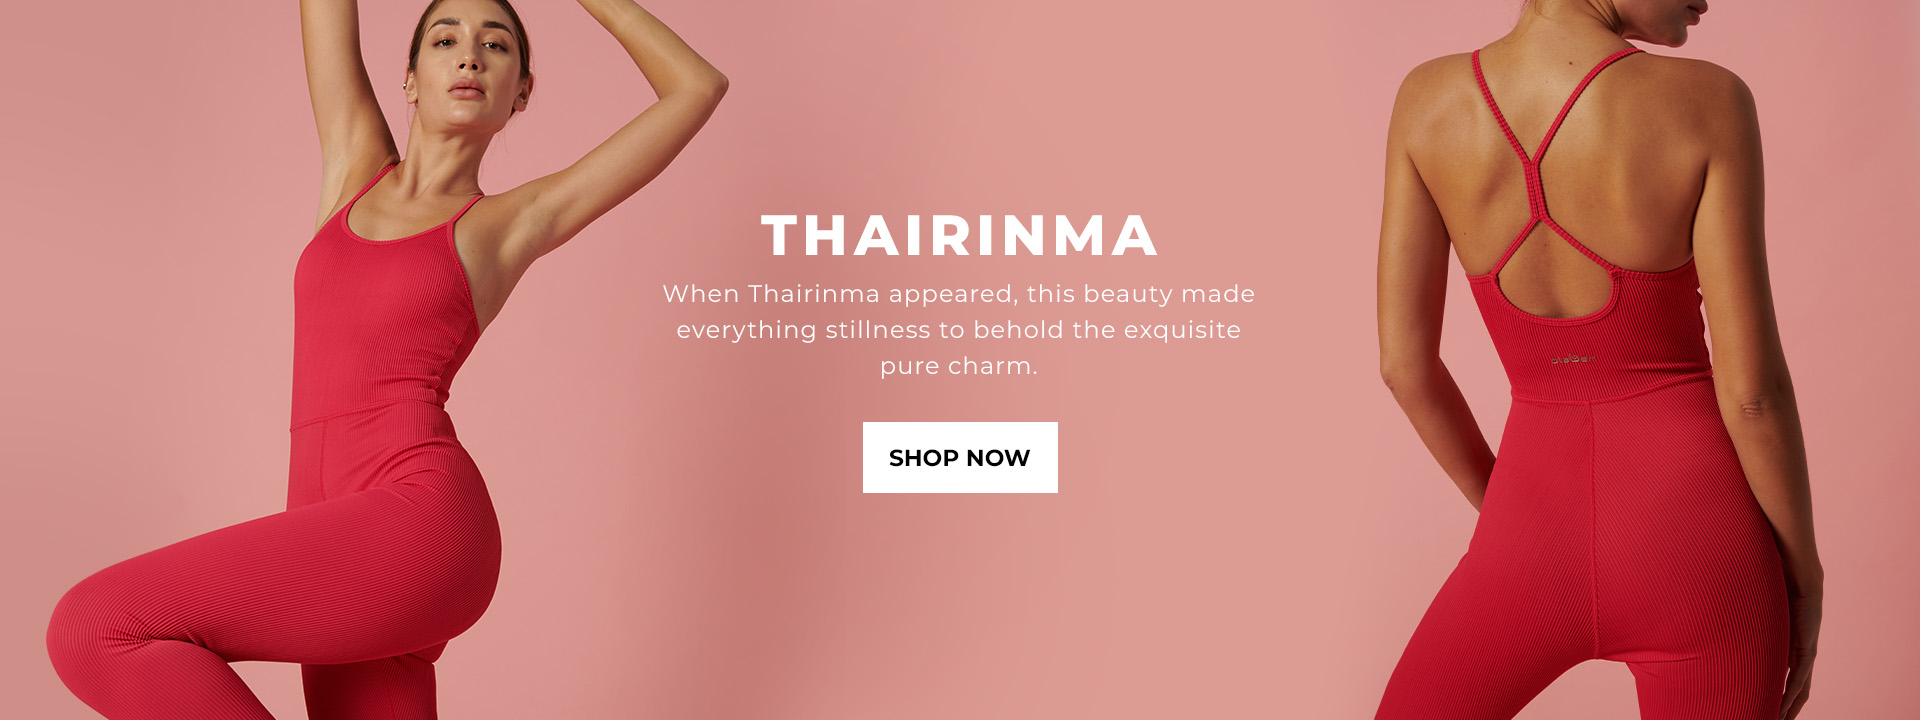 THAIRINMA
When Thairinma appeared, this beauty made
everything stillness to behold the exquisite
pure charm.
SHOP NOW